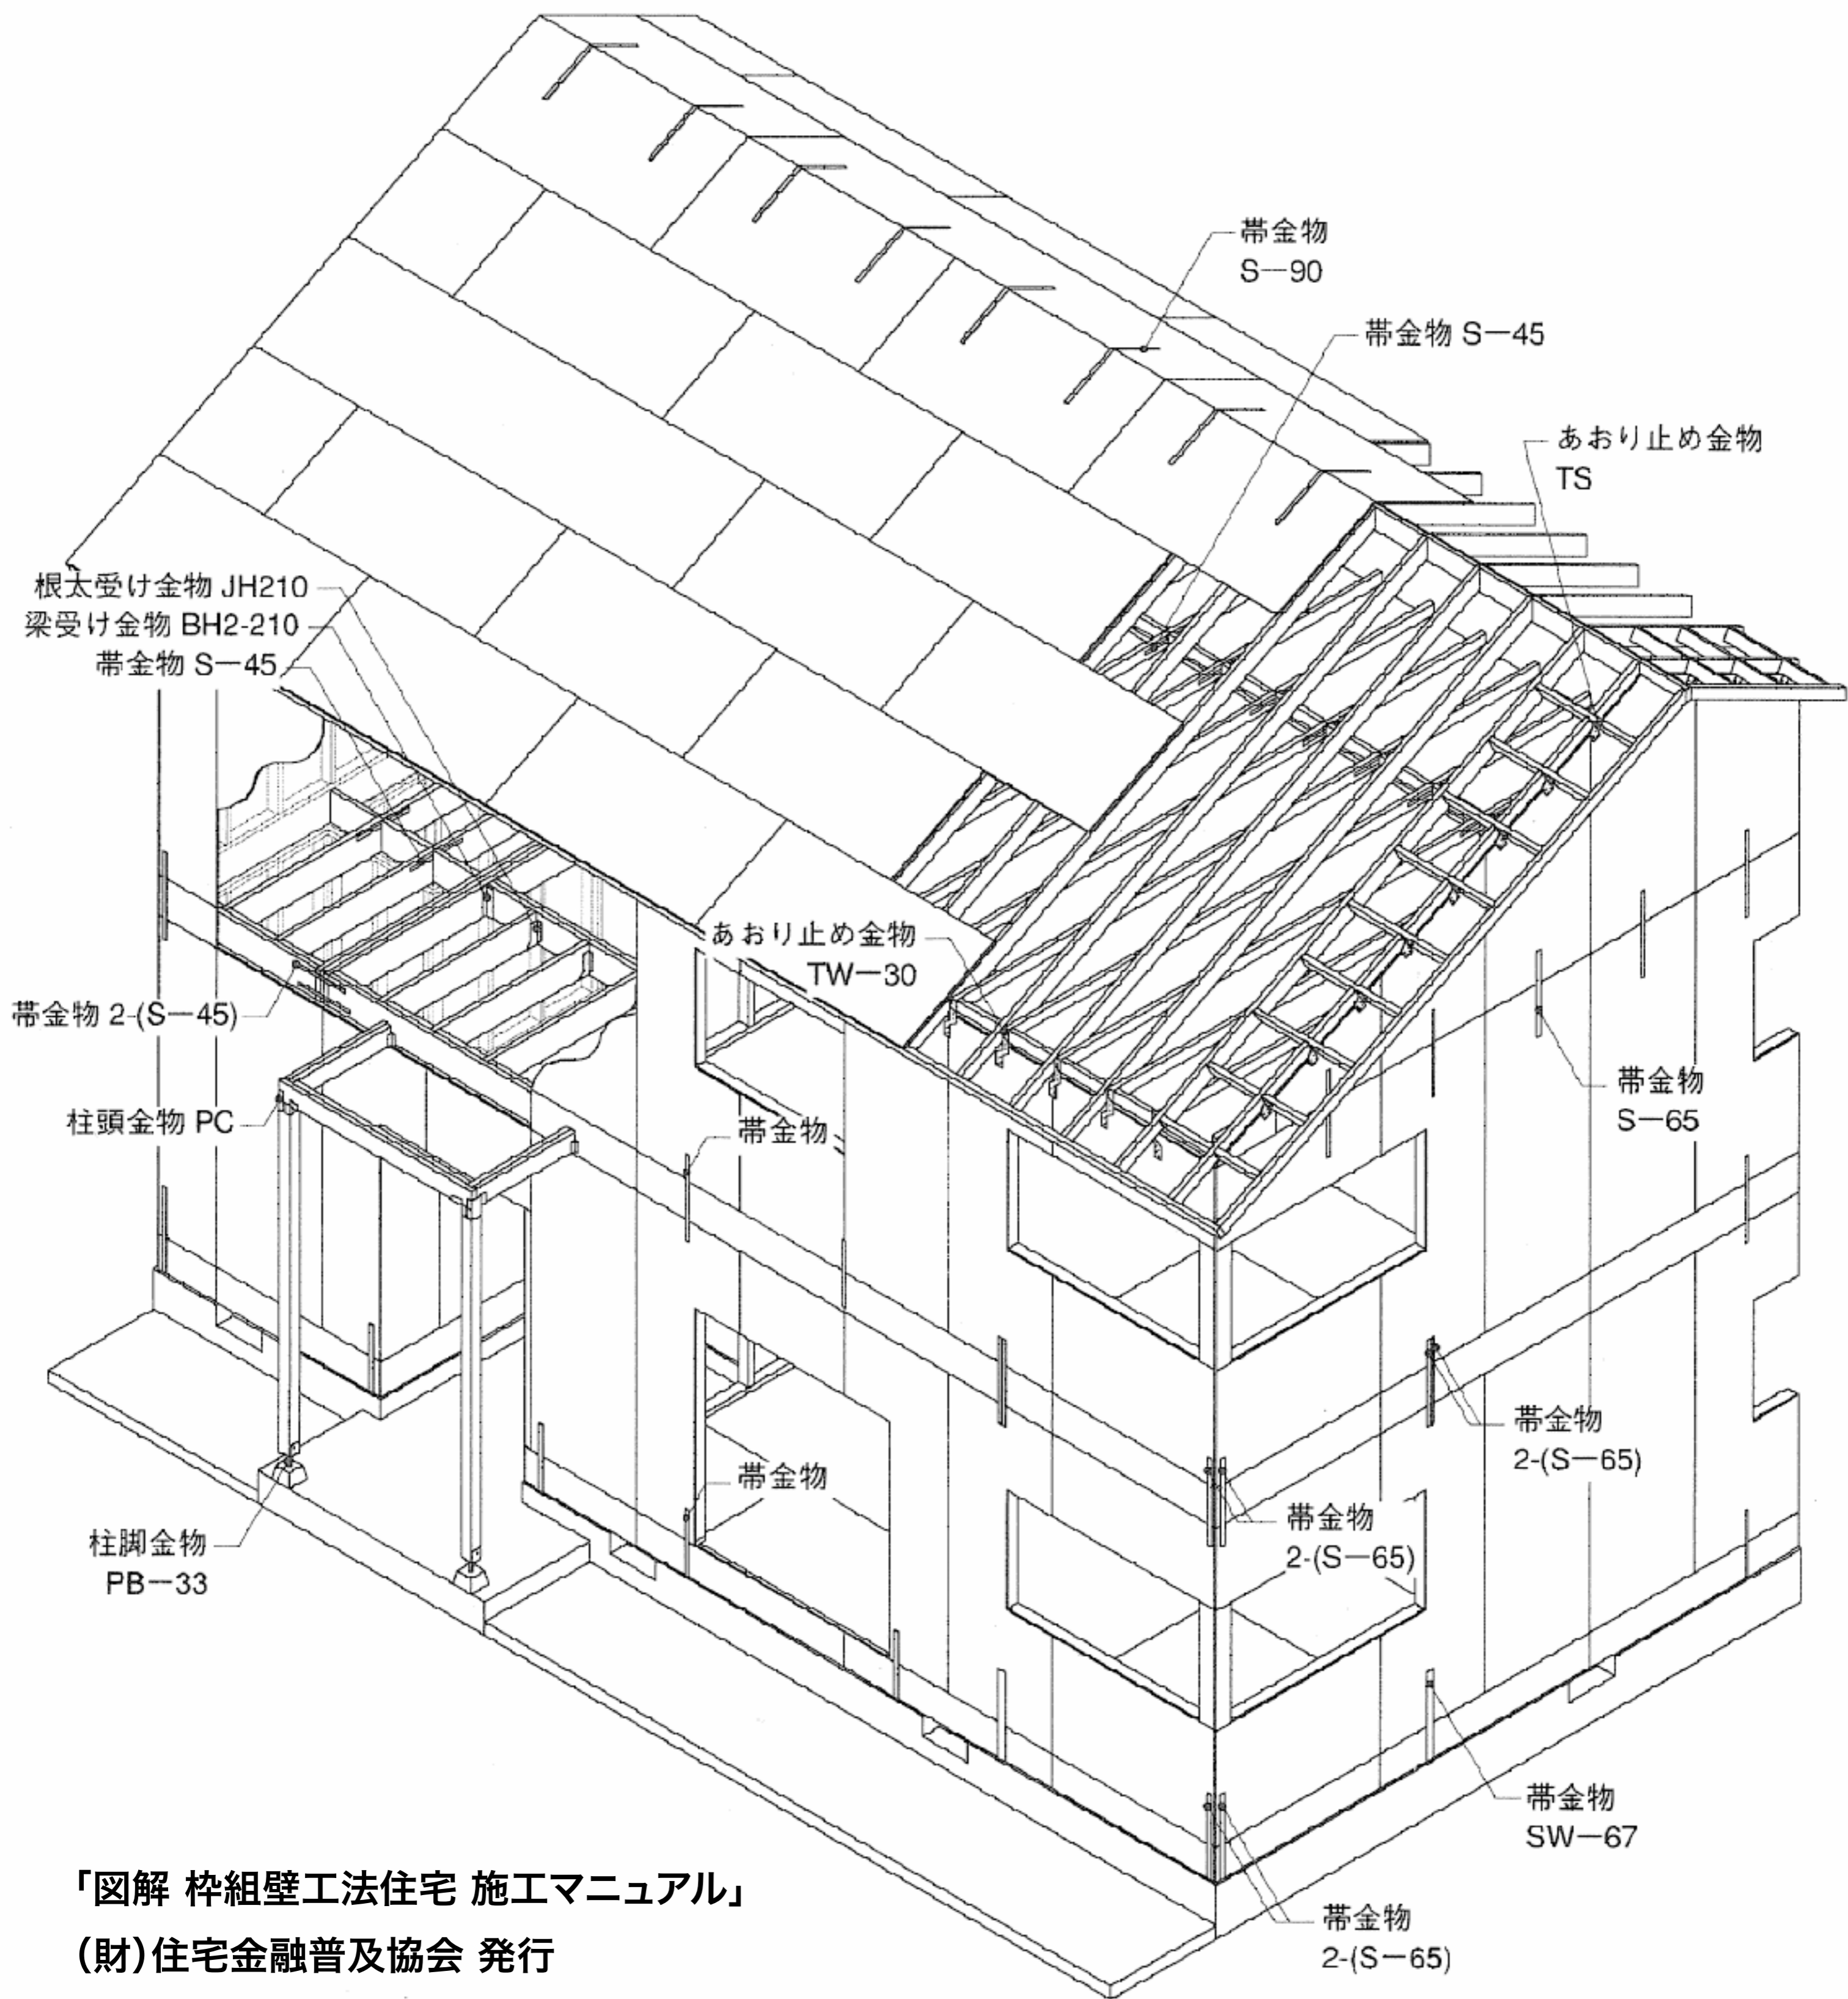 帯金物
S−90
帯金物 S−45
あおり止め金物
TS
根太受け金物 JH210
梁受け金物 BH2-210
帯金物 S−45
あおり止め金物
TW−30
帯金物 2-(S−45)
帯金物
S−65
柱頭金物 PC
帯金物
帯金物
2-(S−65)
帯金物
帯金物
2-(S−65)
柱脚金物
PB−33
帯金物
SW−67
帯金物
2-(S−65)
「図解 枠組壁工法住宅 施工マニュアル」
(財)住宅金融普及協会 発行